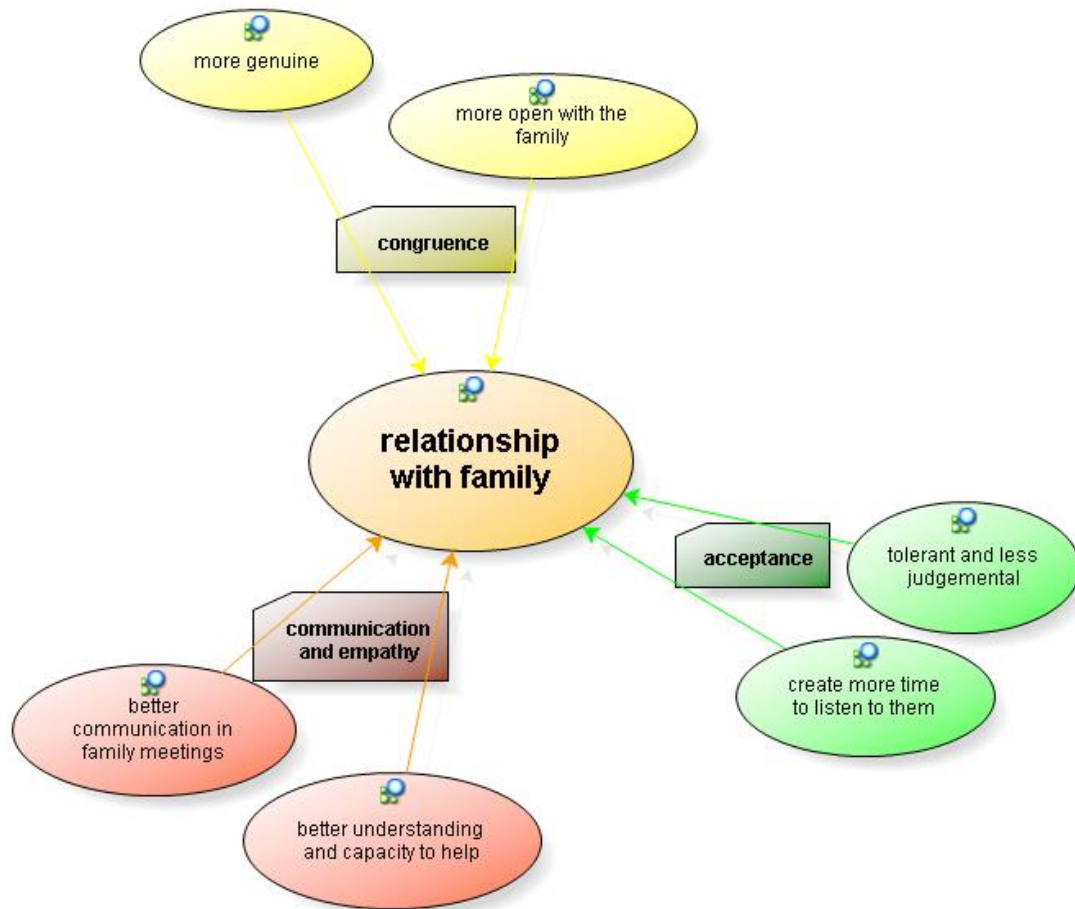 more genuine
more open with the
family
congruence
relationship
with family
acceptance
tolerant and less
judgemental
communication
and empathy
create more time
to listen to them
better
communication in
family meetings
better understanding
and capacity to help